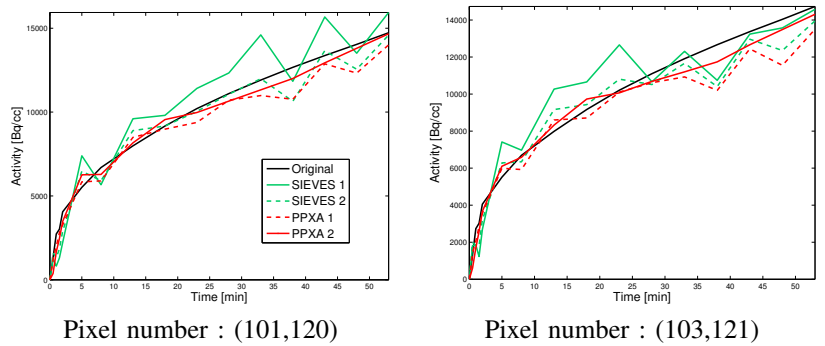 15000
10000
5000
0
Activity [Bq/cc]
0 5 10 15 20 25 30 35 40 45 50
Time [min]
Original
SIEVES 1
SIEVES 2
PPXA 1
PPXA 2
Pixel number : (101,120)
14000
12000
10000
8000
6000
4000
2000
0
Activity [Bq/cc]
0 5 10 15 20 25 30 35 40 45 50
Time [min]
Pixel number : (103,121)